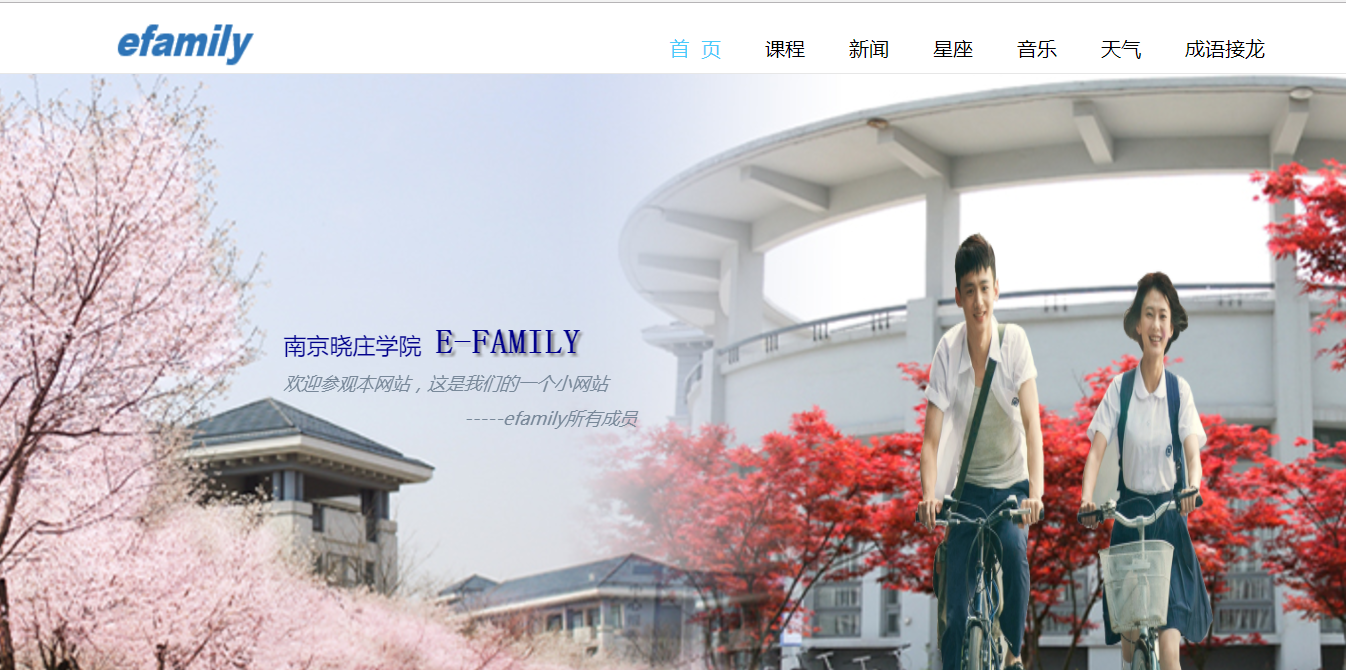 efamily
首 页 课程 新闻 星座 音乐 天气 成语接龙
南京晓庄学院 E-FAMILY
欢迎参观本网站，这是我们的一个小网站
-----efamily所有成员